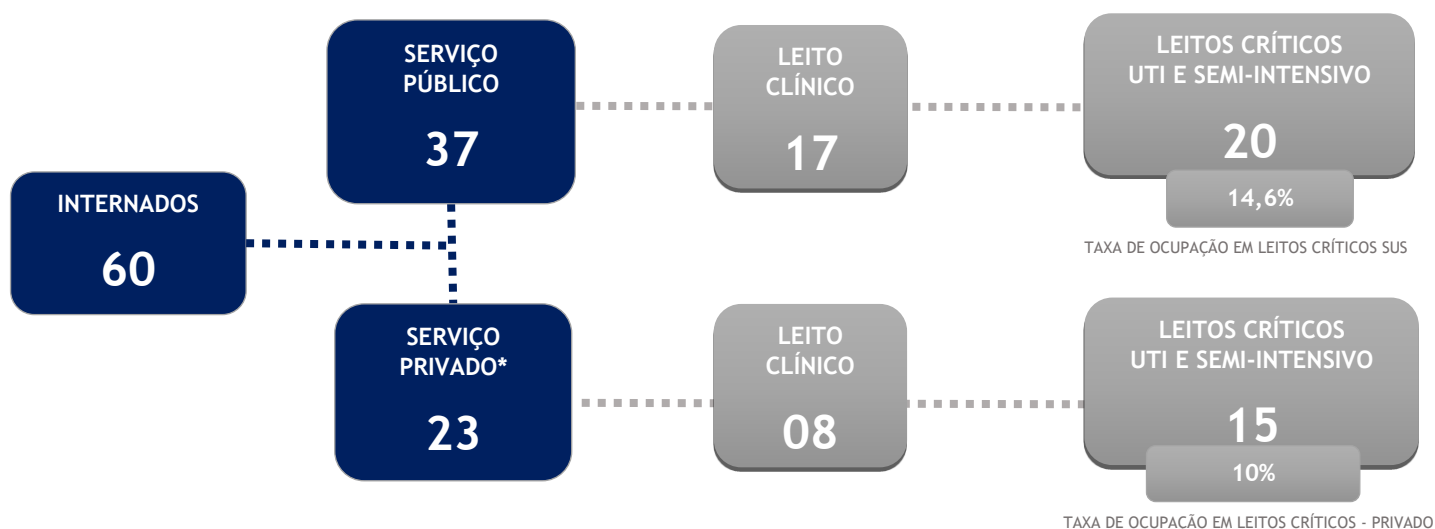 INTERNADOS
60
SERVIÇO
PÚBLICO
37
LEITO
CLÍNICO
17
LEITOS CRÍTICOS
UTI E SEMI-INTENSIVO
20
14,6%
TAXA DE OCUPAÇÃO EM LEITOS CRÍTICOS SUS
SERVIÇO
PRIVADO*
23
LEITO
CLÍNICO
08
LEITOS CRÍTICOS
UTI E SEMI-INTENSIVO
15
10%
TAXA DE OCUPAÇÃO EM LEITOS CRÍTICOS - PRIVADO